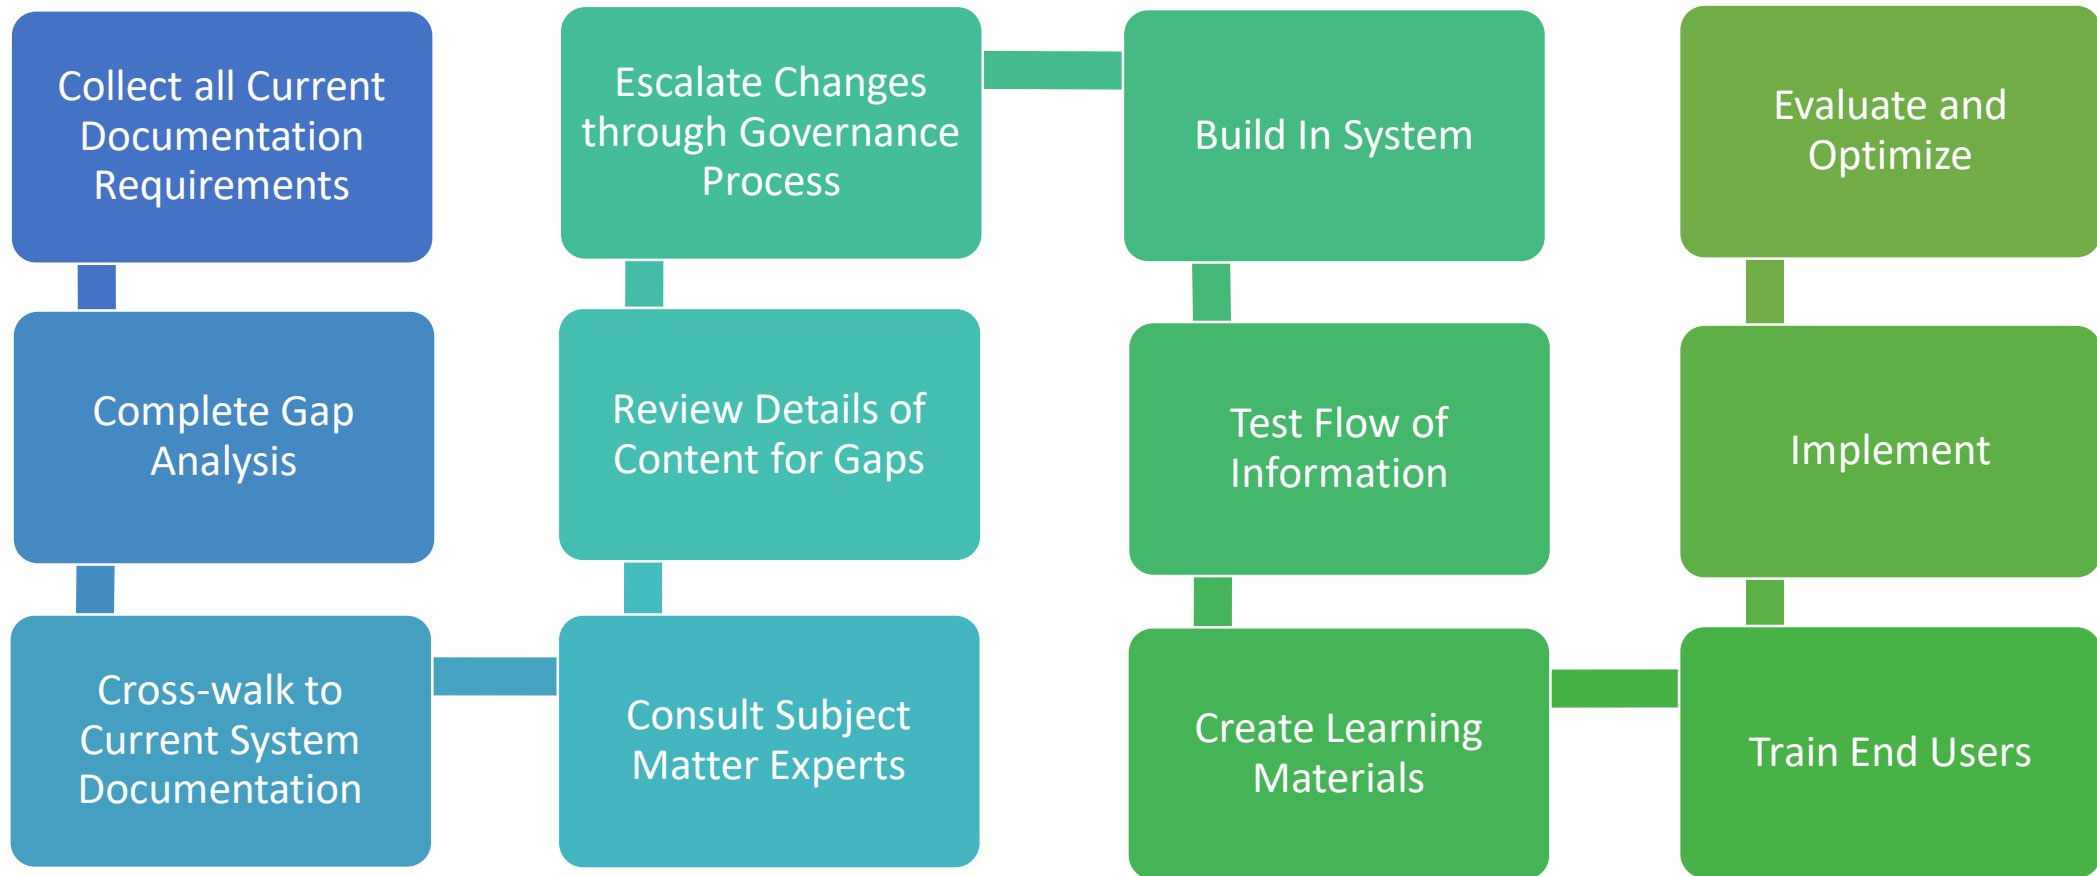 Collect all Current
Documentation
Requirements
Complete Gap
Analysis
Cross-walk to
Current System
Documentation
Consult Subject
Matter Experts
Review Details of
Content for Gaps
Escalate Changes
through Governance
Process
Build In System
Test Flow of
Information
Create Learning
Materials
Train End Users
Implement
Evaluate and
Optimize